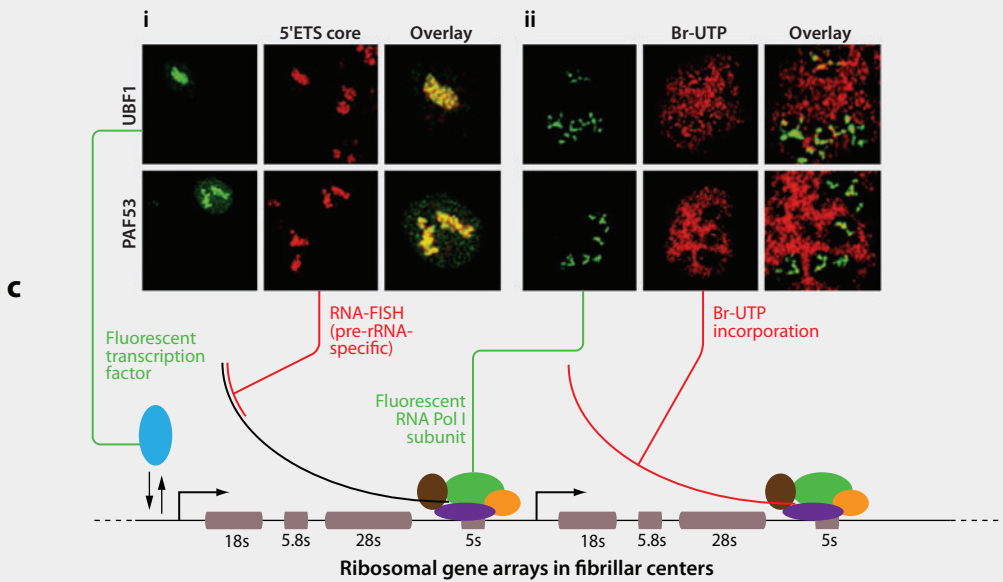 i
ii
5'ETS core
Overlay
Br-UTP
Overlay
UBF1
PAF53
c
Fluorescent
transcription
factor
RNA-FISH
(pre-rRNA-
specific)
Fluorescent
RNA Pol I
subunit
Br-UTP
incorporation
18s
5.8s
28s
5s
18s
5.8s
28s
5s
Ribosomal gene arrays in fibrillar centers